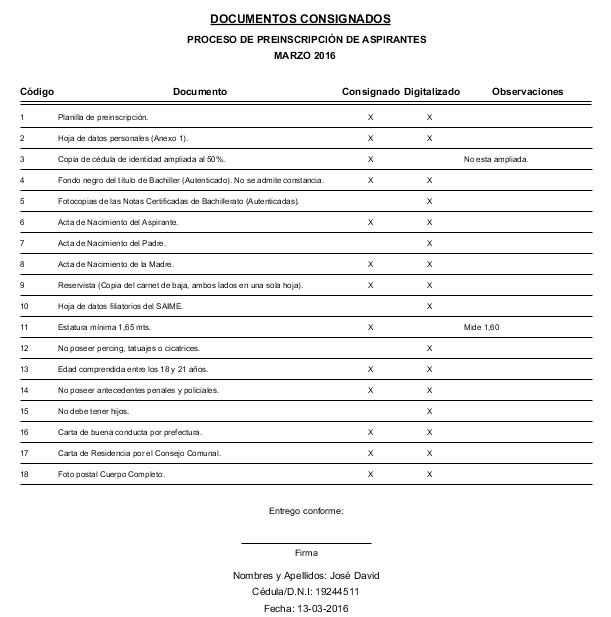 DOCUMENTOS CONSIGNADOS
PROCESO DE PREINSCRIPCIÓN DE ASPIRANTES
MARZO 2016
Código Documento Consignado Digitalizado Observaciones
1 Planilla de preinscripción. X X
2 Hoja de datos personales (Anexo 1). X X
3 Copia de cédula de identidad ampliada al 50%. X No esta ampliada.
4 Fondo negro del título de Bachiller (Autenticado). No se admite constancia. X X
5 Fotocopias de las Notas Certificadas de Bachillerato (Autenticadas). X
6 Acta de Nacimiento del Aspirante. X X
7 Acta de Nacimiento del Padre. X
8 Acta de Nacimiento de la Madre. X X
9 Reservista (Copia del carnet de baja, ambos lados en una sola hoja). X X
10 Hoja de datos filiatorios del SAIME. X
11 Estatura mínima 1,65 mts. X Mide 1,60
12 No poseer percing, tatuajes o cicatrices. X
13 Edad comprendida entre los 18 y 21 años. X X
14 No poseer antecedentes penales y policiales. X X
15 No debe tener hijos. X
16 Carta de buena conducta por prefectura. X X
17 Carta de Residencia por el Consejo Comunal. X X
18 Foto postal Cuerpo Completo. X X
Entrego conforme:
Firma
Nombres y Apellidos: José David
Cédula/D.N.I: 19244511
Fecha: 13-03-2016